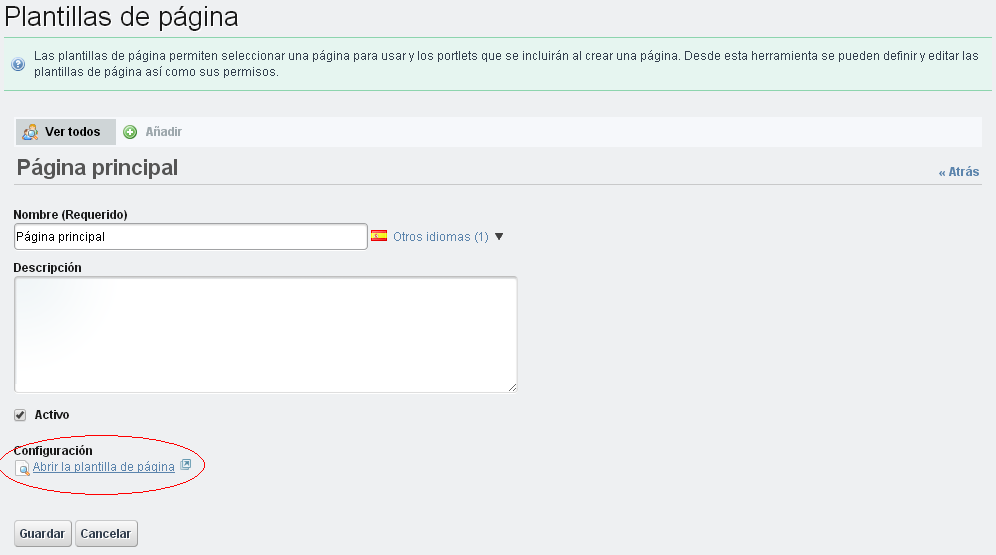 Plantillas de página
Las plantillas de página permiten seleccionar una página para usar y los portlets que se incluirán al crear una página. Desde esta herramienta se pueden definir y editar las
plantillas de página así como sus permisos.
Ver todos Añadir
Página principal
« Atrás
Nombre (Requerido)
Página principal Otros idiomas (1) ▼
Descripción
Activo
Configuración
Abrir la plantilla de página
Guardar Cancelar